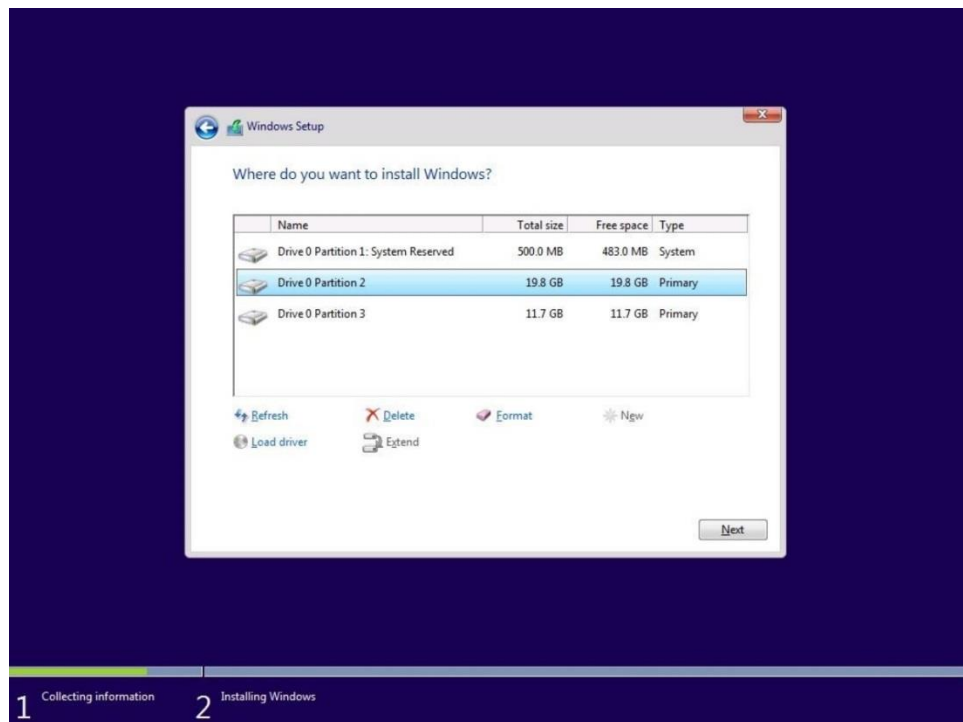 Windows Setup
Where do you want to install Windows?
Name Total size Free space Type
Drive 0 Partition 1: System Reserved 500.0 MB 483.0 MB System
Drive 0 Partition 2 19.8 GB 19.8 GB Primary
Drive 0 Partition 3 11.7 GB 11.7 GB Primary
Refresh Delete Format New
Load driver Extend
Next
1 Collecting information 2 Installing Windows